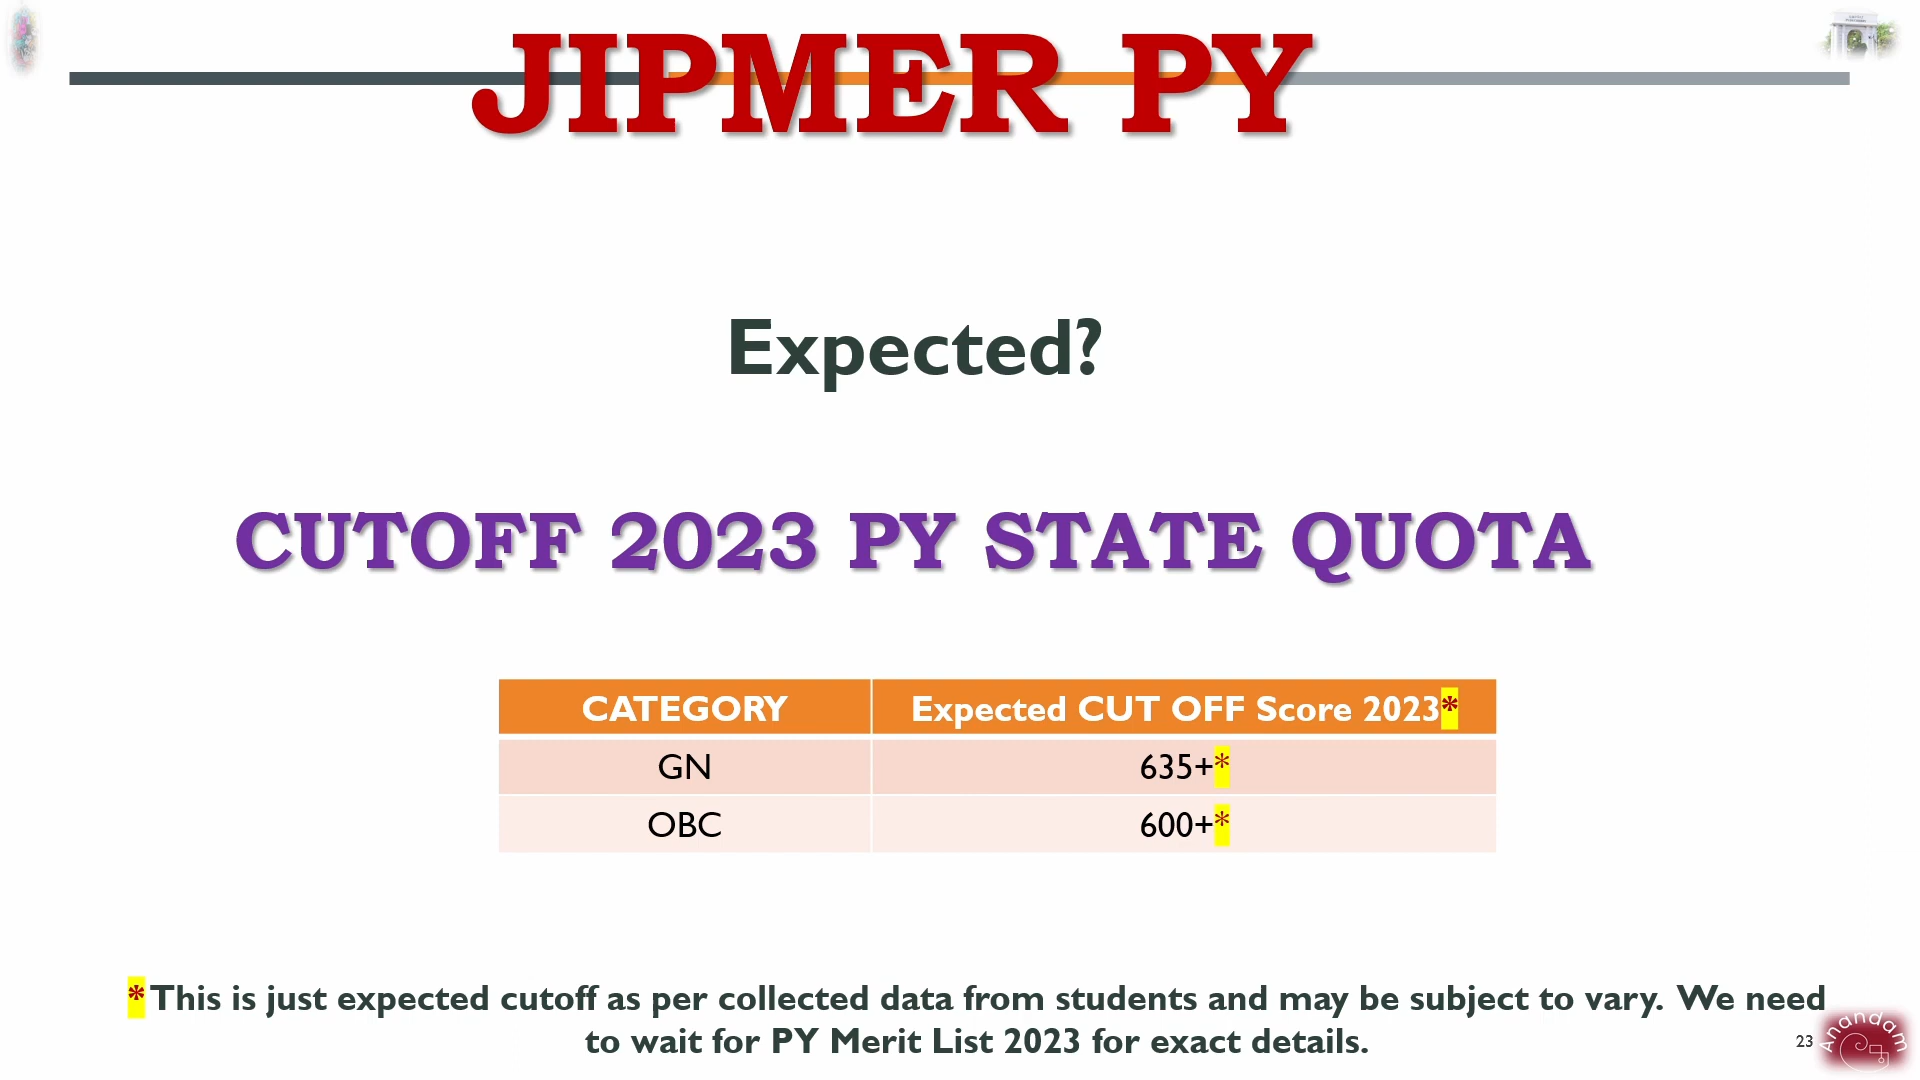 JIPMER PY
Expected?
CUTOFF 2023 PY STATE QUOTA
CATEGORY Expected CUT OFF Score 2023*
GN 635+*
OBC 600+*
* This is just expected cutoff as per collected data from students and may be subject to vary. We need
to wait for PY Merit List 2023 for exact details.
23
Anandam